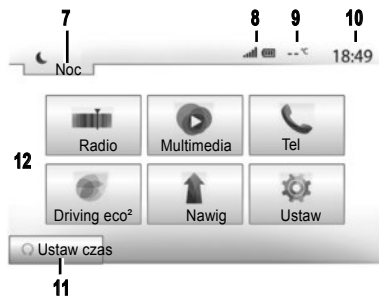 7 8 9 10
--°C 18:49
Noc
Radio Multimedia Tel
12
Driving eco² Nawig Ustaw
Ustaw czas
11